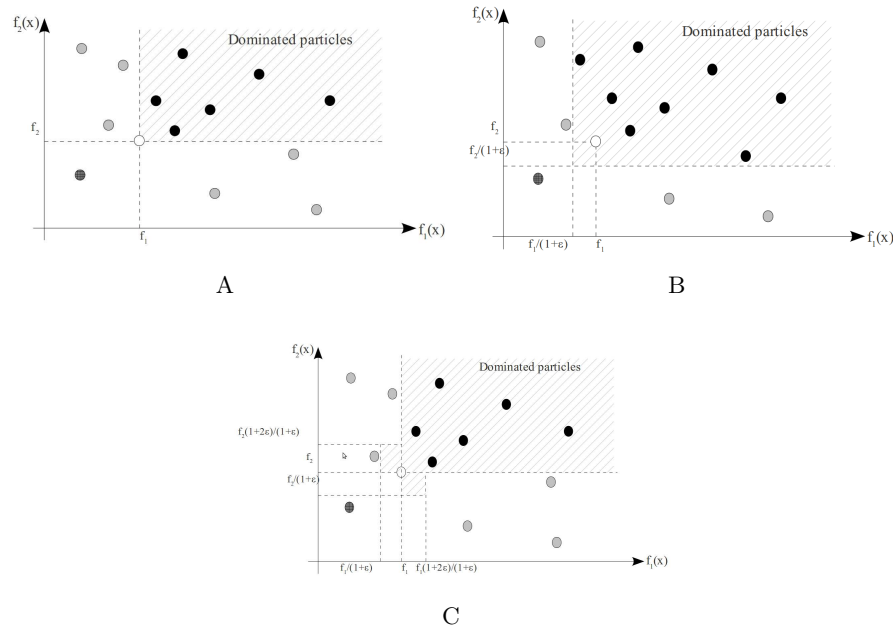 f₂(x)
Dominated particles
f₂
f₁
f₁(x)
A
f₂(x)
Dominated particles
f₂
f₂/(1+ε)
f₁/(1+ε)
f₁
f₁(x)
B
f₂(x)
Dominated particles
f₂(1+2ε)/(1+ε)
f₂
f₂/(1+ε)
f₁/(1+ε)
f₁
f₁(1+2ε)/(1+ε)
f₁(x)
C